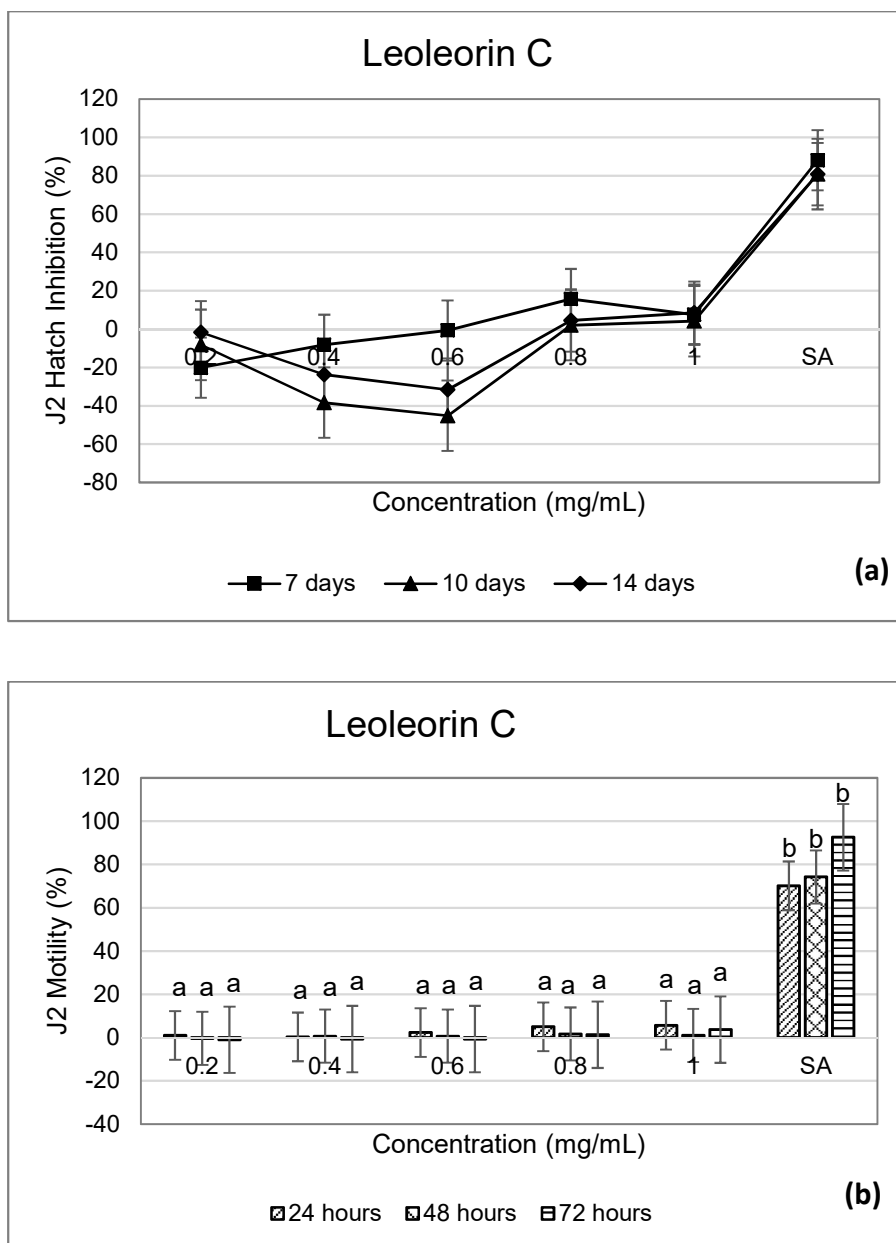 Leoleorin C
120
100
80
60
40
20
0
-20
-40
-60
-80
J2 Hatch Inhibition (%)
0.2 0.4 0.6 0.8 1 SA
Concentration (mg/mL)
7 days 10 days 14 days
(a)
Leoleorin C
120
100
80
60
40
20
0
-20
-40
J2 Motility (%)
a a a a a a a a a a a a a a a b b b
0.2 0.4 0.6 0.8 1 SA
Concentration (mg/mL)
24 hours 48 hours 72 hours
(b)